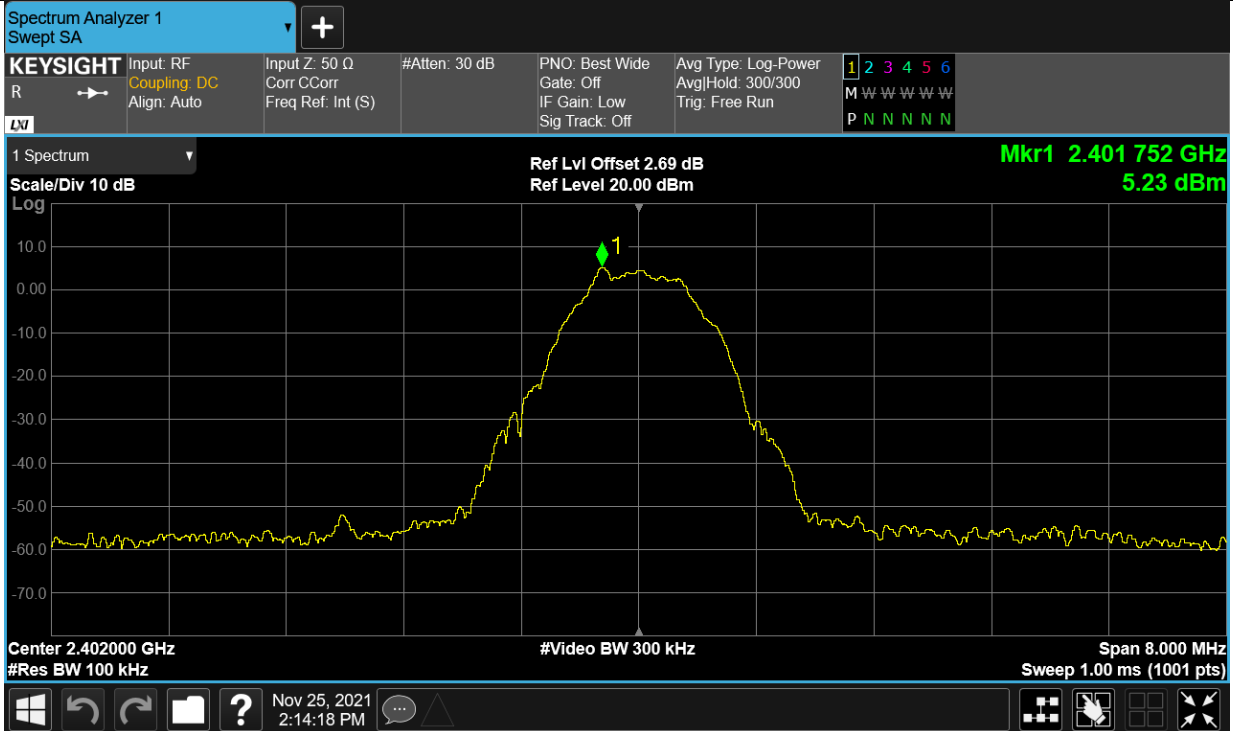 Spectrum Analyzer 1
Swept SA
+
KEYSIGHT
R
LXI
Input: RF
Coupling: DC
Align: Auto
Input Z: 50 Ω
Corr CCorr
Freq Ref: Int (S)
#Atten: 30 dB
PNO: Best Wide
Gate: Off
IF Gain: Low
Sig Track: Off
Avg Type: Log-Power
Avg|Hold: 300/300
Trig: Free Run
1 2 3 4 5 6
M W W W W W W
P N N N N N N
1 Spectrum
Scale/Div 10 dB
Log
Ref Lvl Offset 2.69 dB
Ref Level 20.00 dBm
Mkr1 2.401 752 GHz
5.23 dBm
1
10.0
0.00
-10.0
-20.0
-30.0
-40.0
-50.0
-60.0
-70.0
Center 2.402000 GHz
#Res BW 100 kHz
#Video BW 300 kHz
Span 8.000 MHz
Sweep 1.00 ms (1001 pts)
?
Nov 25, 2021
2:14:18 PM